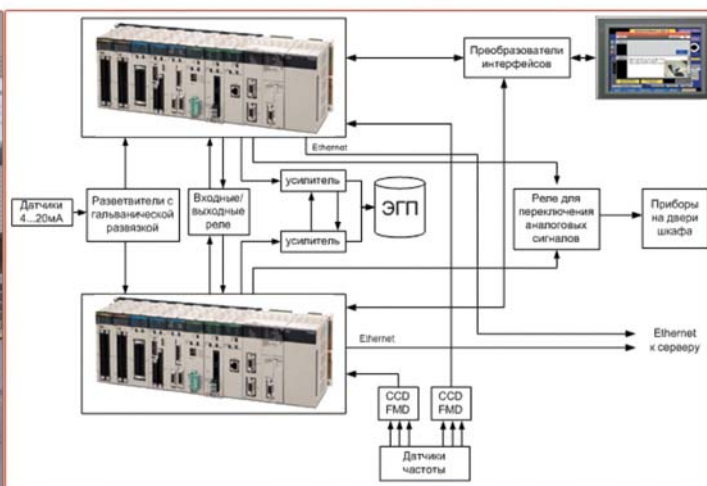 Преобразователи
интерфейсов
Ethernet
Датчики
4...20мА
Разветвители с
гальванической
развязкой
Входные/
выходные
реле
усилитель
усилитель
ЭГП
Реле для
переключения
аналоговых
сигналов
Приборы
на двери
шкафа
Ethernet
Ethernet
к серверу
CCD
FMD
CCD
FMD
Датчики
частоты